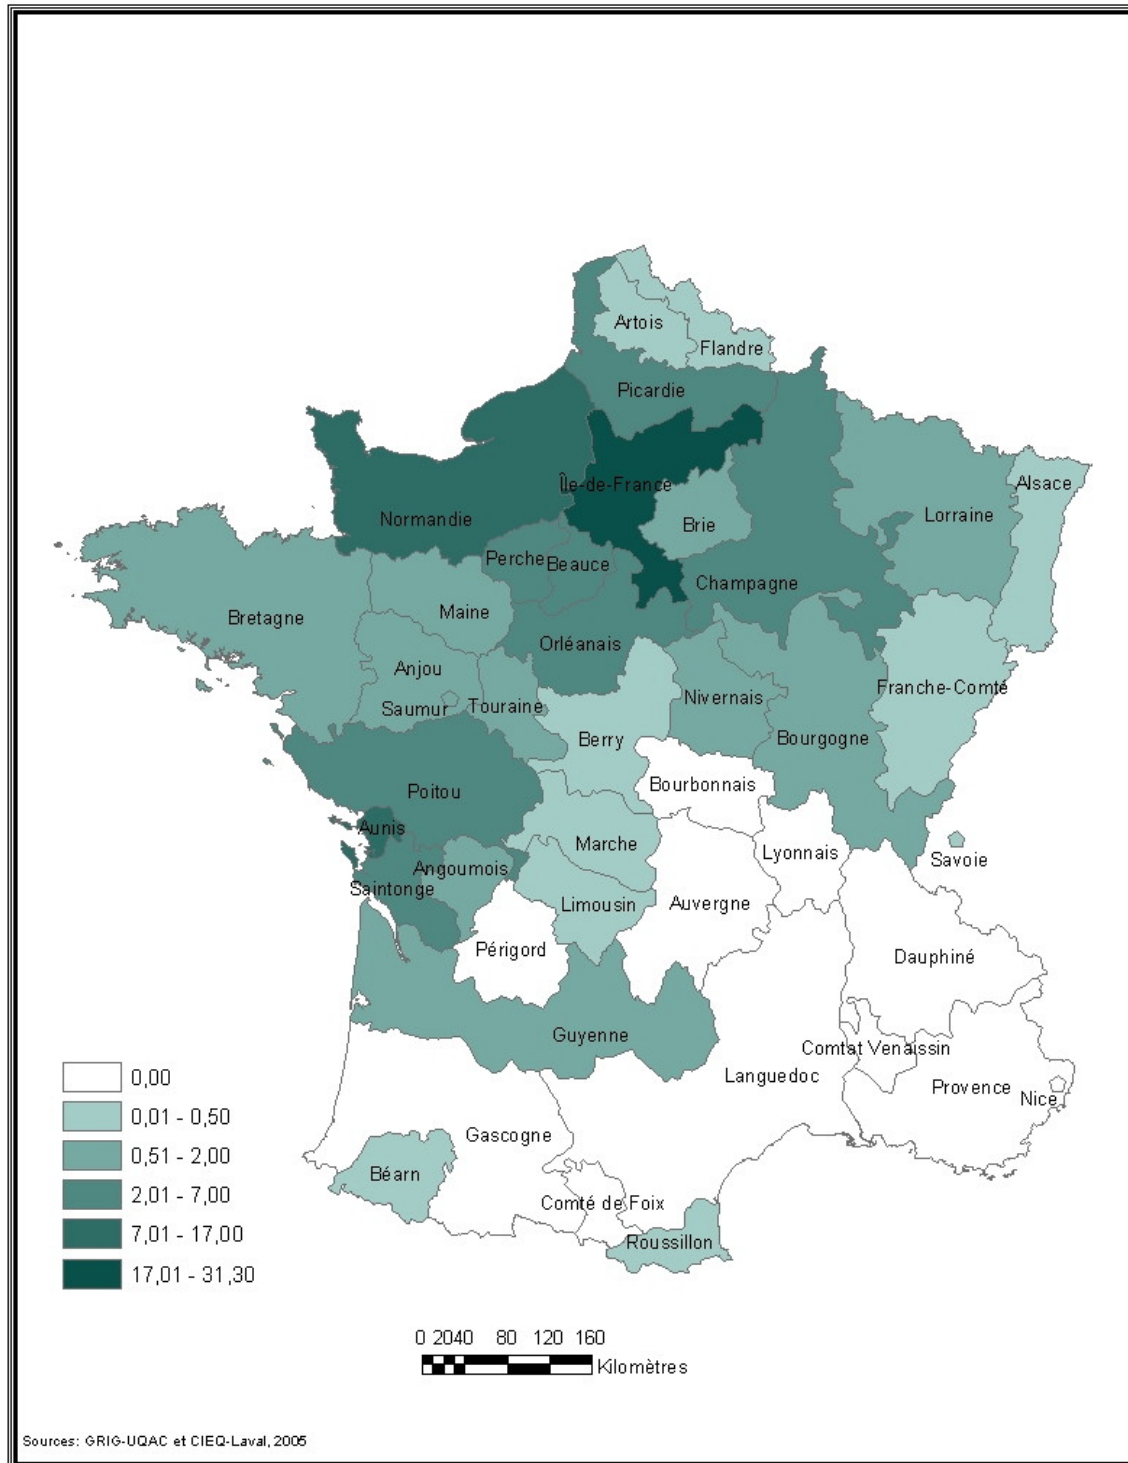 Artois
Flandre
Picardie
Île-de-France
Alsace
Normandie
Brie
Lorraine
Perche
Beauce
Champagne
Bretagne
Maine
Orléanais
Anjou
Nivernais
Franche-Comté
Saumur
Touraine
Berry
Bourgogne
Poitou
Bourbonnais
Aunis
Marche
Lyonnais
Savoie
Angoumois
Saintonge
Limousin
Auvergne
Périgord
Dauphiné
Guyenne
Comtat Venaissin
Languedoc
Provence
Nice
Gascogne
Béarn
Comté de Foix
Roussillon
0,00
0,01 - 0,50
0,51 - 2,00
2,01 - 7,00
7,01 - 17,00
17,01 - 31,30
0 20 40 80 120 160
Kilomètres
Sources: GRIG-UQAC et CIEQ-Laval, 2005